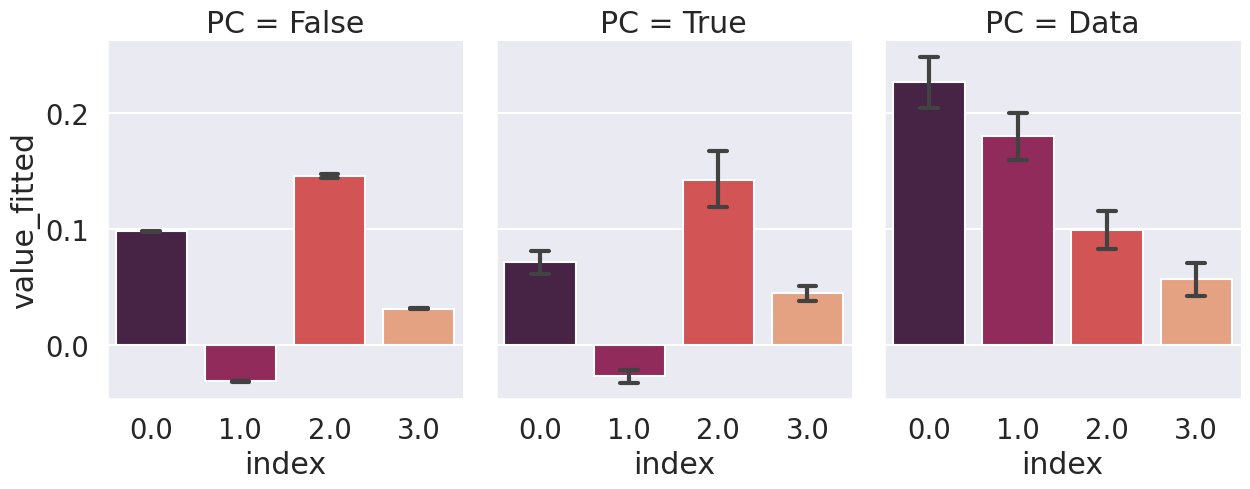 PC = False
PC = True
PC = Data
value_fitted
0.2
0.1
0.0
0.0 1.0 2.0 3.0
0.0 1.0 2.0 3.0
0.0 1.0 2.0 3.0
index
index
index